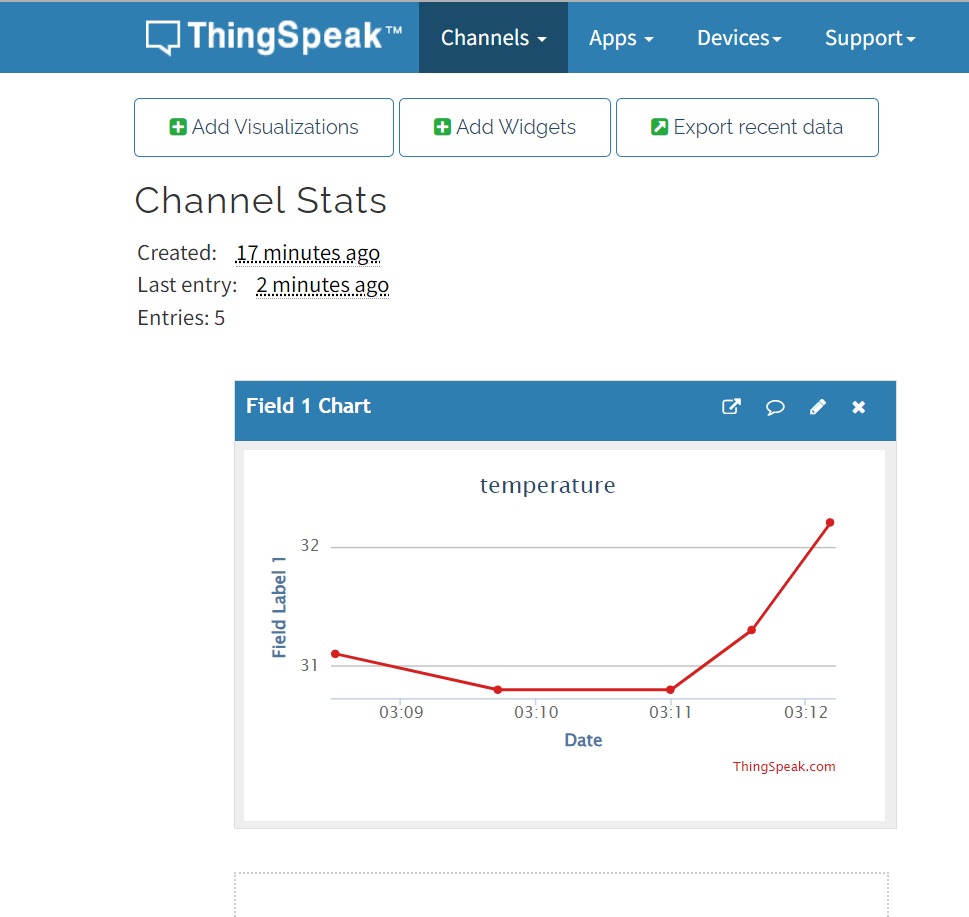 ThingSpeak™ Channels Apps Devices Support
Add Visualizations Add Widgets Export recent data
Channel Stats
Created: 17 minutes ago
Last entry: 2 minutes ago
Entries: 5
Field 1 Chart
temperature
Field Label 1
32
31
03:09 03:10 03:11 03:12
Date
ThingSpeak.com